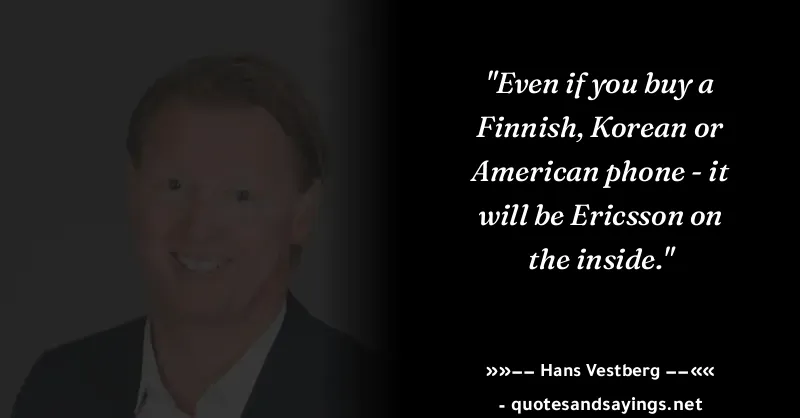 "Even if you buy a
Finnish, Korean or
American phone - it
will be Ericsson on
the inside."
»»−− Hans Vestberg −−««
- quotesandsayings.net